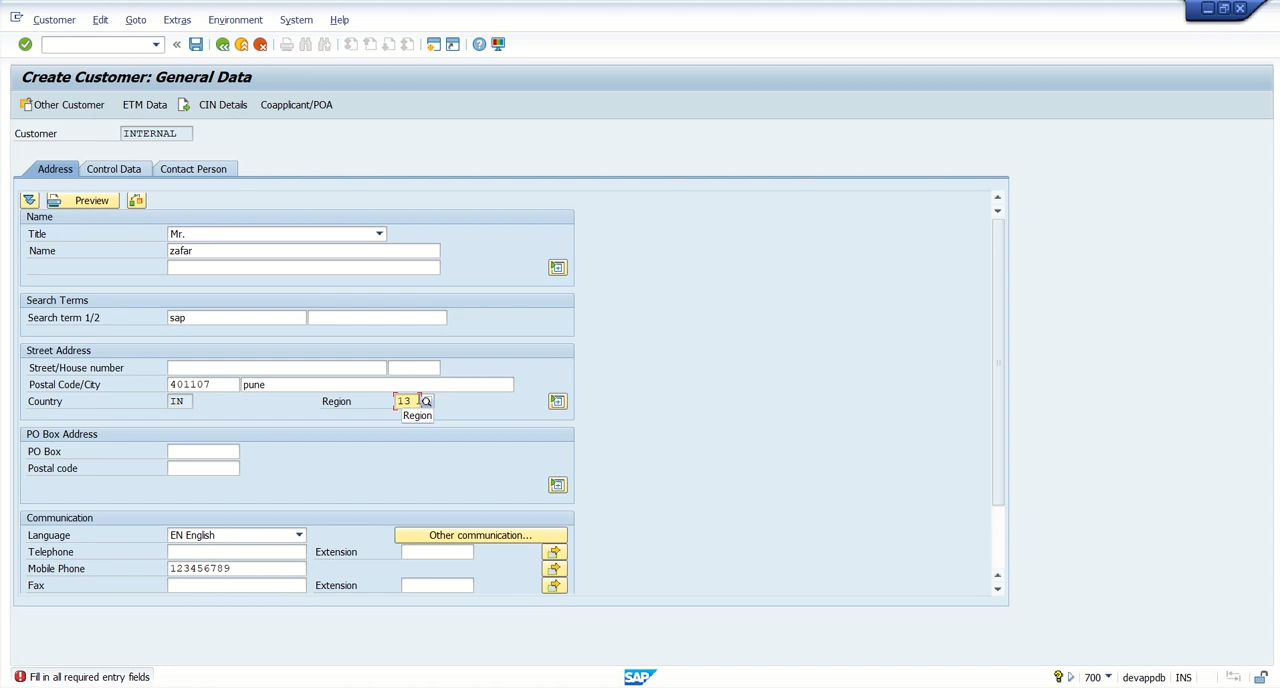 Customer Edit Goto Extras Environment System Help
Create Customer: General Data
Other Customer ETM Data CIN Details Coapplicant/POA
Customer INTERNAL
Address Control Data Contact Person
Preview
Name
Title Mr.
Name zafar
Search Terms
Search term 1/2 sap
Street Address
Street/House number
Postal Code/City 401107 pune
Country IN Region 13
Region
PO Box Address
PO Box
Postal code
Communication
Language EN English Other communication...
Telephone Extension
Mobile Phone 123456789
Fax Extension
Fill in all required entry fields SAP 700 devappdb INS